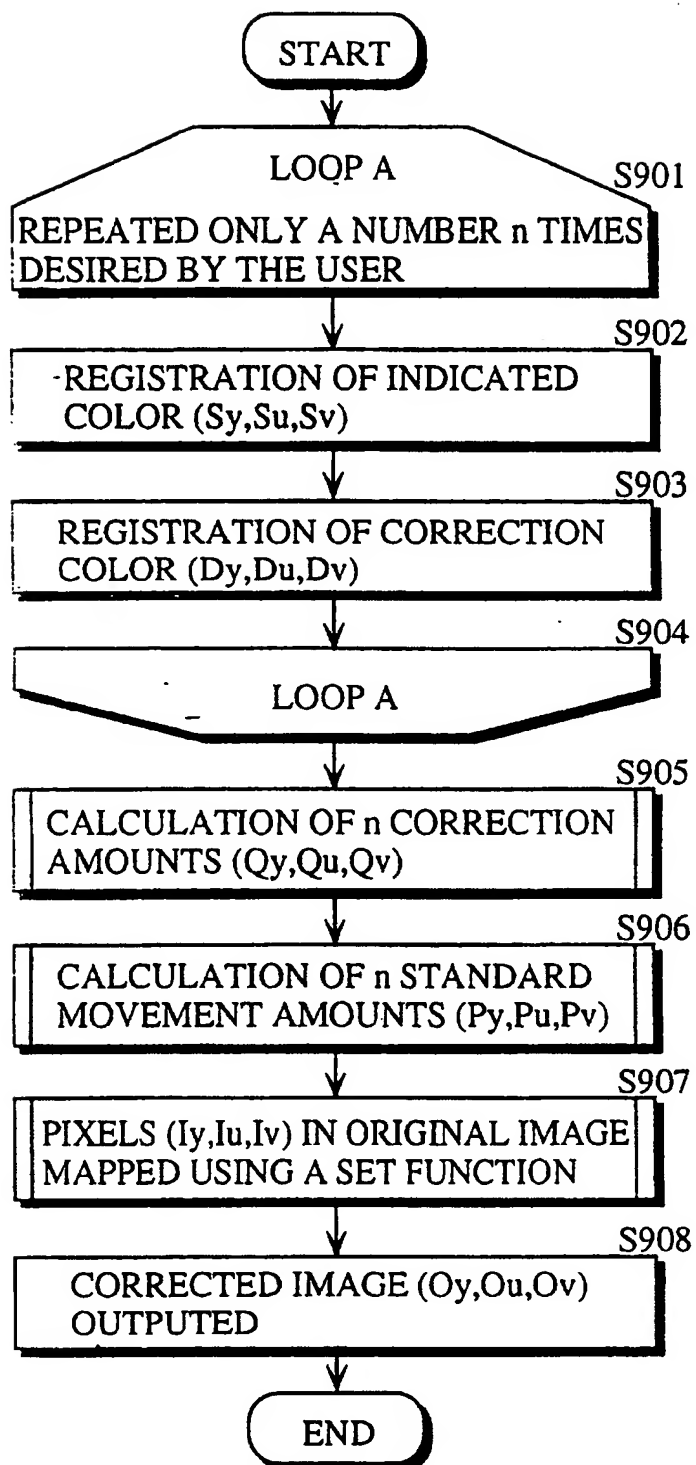 START
LOOP A
S901
REPEATED ONLY A NUMBER n TIMES
DESIRED BY THE USER
S902
REGISTRATION OF INDICATED
COLOR (Sy,Su,Sv)
S903
REGISTRATION OF CORRECTION
COLOR (Dy,Du,Dv)
S904
LOOP A
S905
CALCULATION OF n CORRECTION
AMOUNTS (Qy,Qu,Qv)
S906
CALCULATION OF n STANDARD
MOVEMENT AMOUNTS (Py,Pu,Pv)
S907
PIXELS (Iy,Iu,Iv) IN ORIGINAL IMAGE
MAPPED USING A SET FUNCTION
S908
CORRECTED IMAGE (Oy,Ou,Ov)
OUTPUTED
END